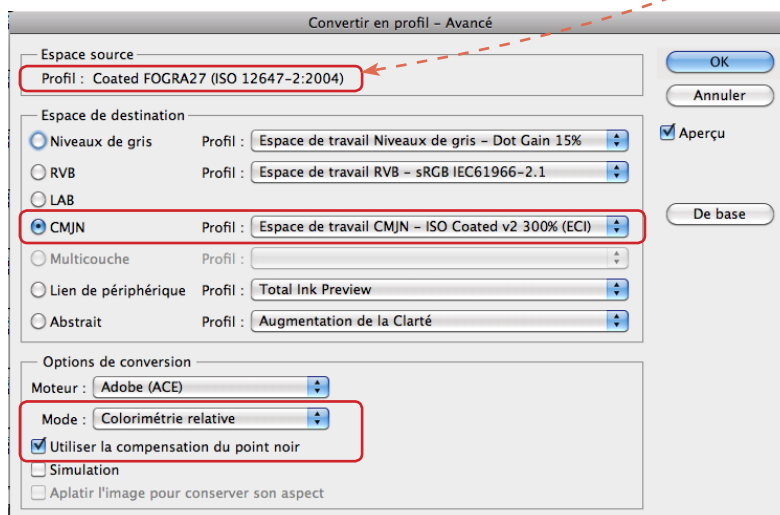 Convertir en profil – Avancé
Espace source
Profil : Coated FOGRA27 (ISO 12647-2:2004)
OK
Annuler
Aperçu
De base
Espace de destination
Niveaux de gris Profil : Espace de travail Niveaux de gris – Dot Gain 15%
RVB Profil : Espace de travail RVB – sRGB IEC61966-2.1
LAB
CMJN Profil : Espace de travail CMJN – ISO Coated v2 300% (ECI)
Multicouche Profil :
Lien de périphérique Profil : Total Ink Preview
Abstrait Profil : Augmentation de la Clarté
Options de conversion
Moteur : Adobe (ACE)
Mode : Colorimétrie relative
Utiliser la compensation du point noir
Simulation
Aplatir l'image pour conserver son aspect